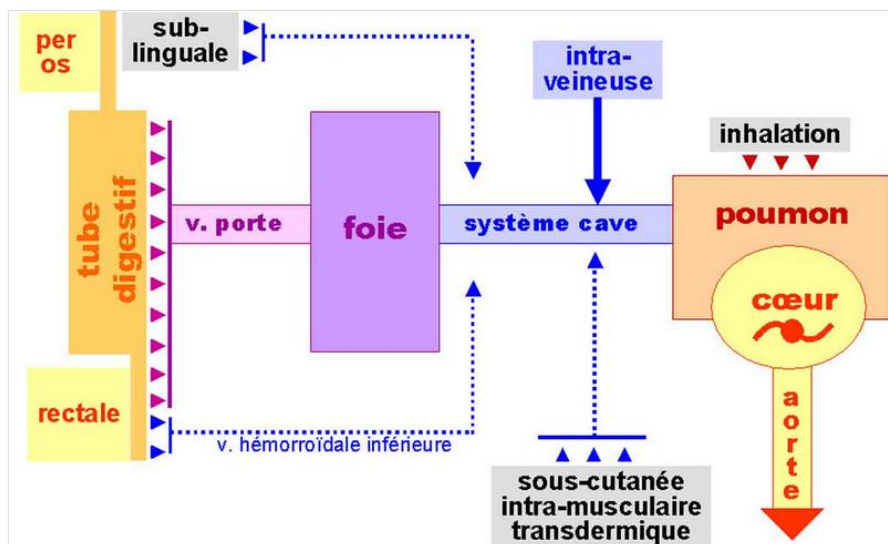 per
os
sub-
linguale
intra-
veineuse
inhalation
tube
digestif
v. porte
foie
système cave
poumon
cœur
rectale
v. hémorroïdale inférieure
aorte
sous-cutanée
intra-musculaire
transdermique